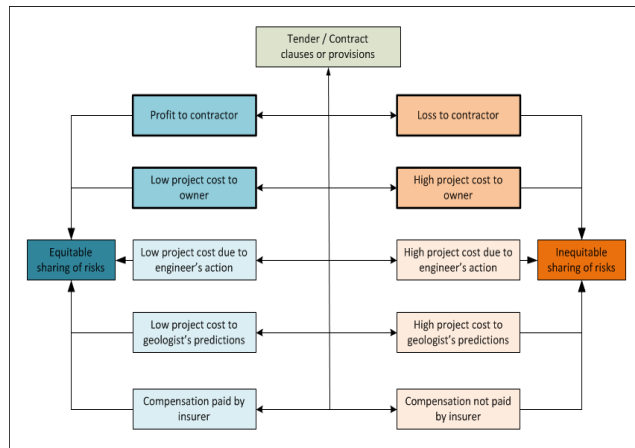 Tender / Contract
clauses or provisions
Profit to contractor
Loss to contractor
Low project cost to
owner
High project cost to
owner
Equitable
sharing of risks
Low project cost due to
engineer's action
High project cost due to
engineer's action
Inequitable
sharing of risks
Low project cost to
geologist's predictions
High project cost to
geologist's predictions
Compensation paid by
insurer
Compensation not paid
by insurer